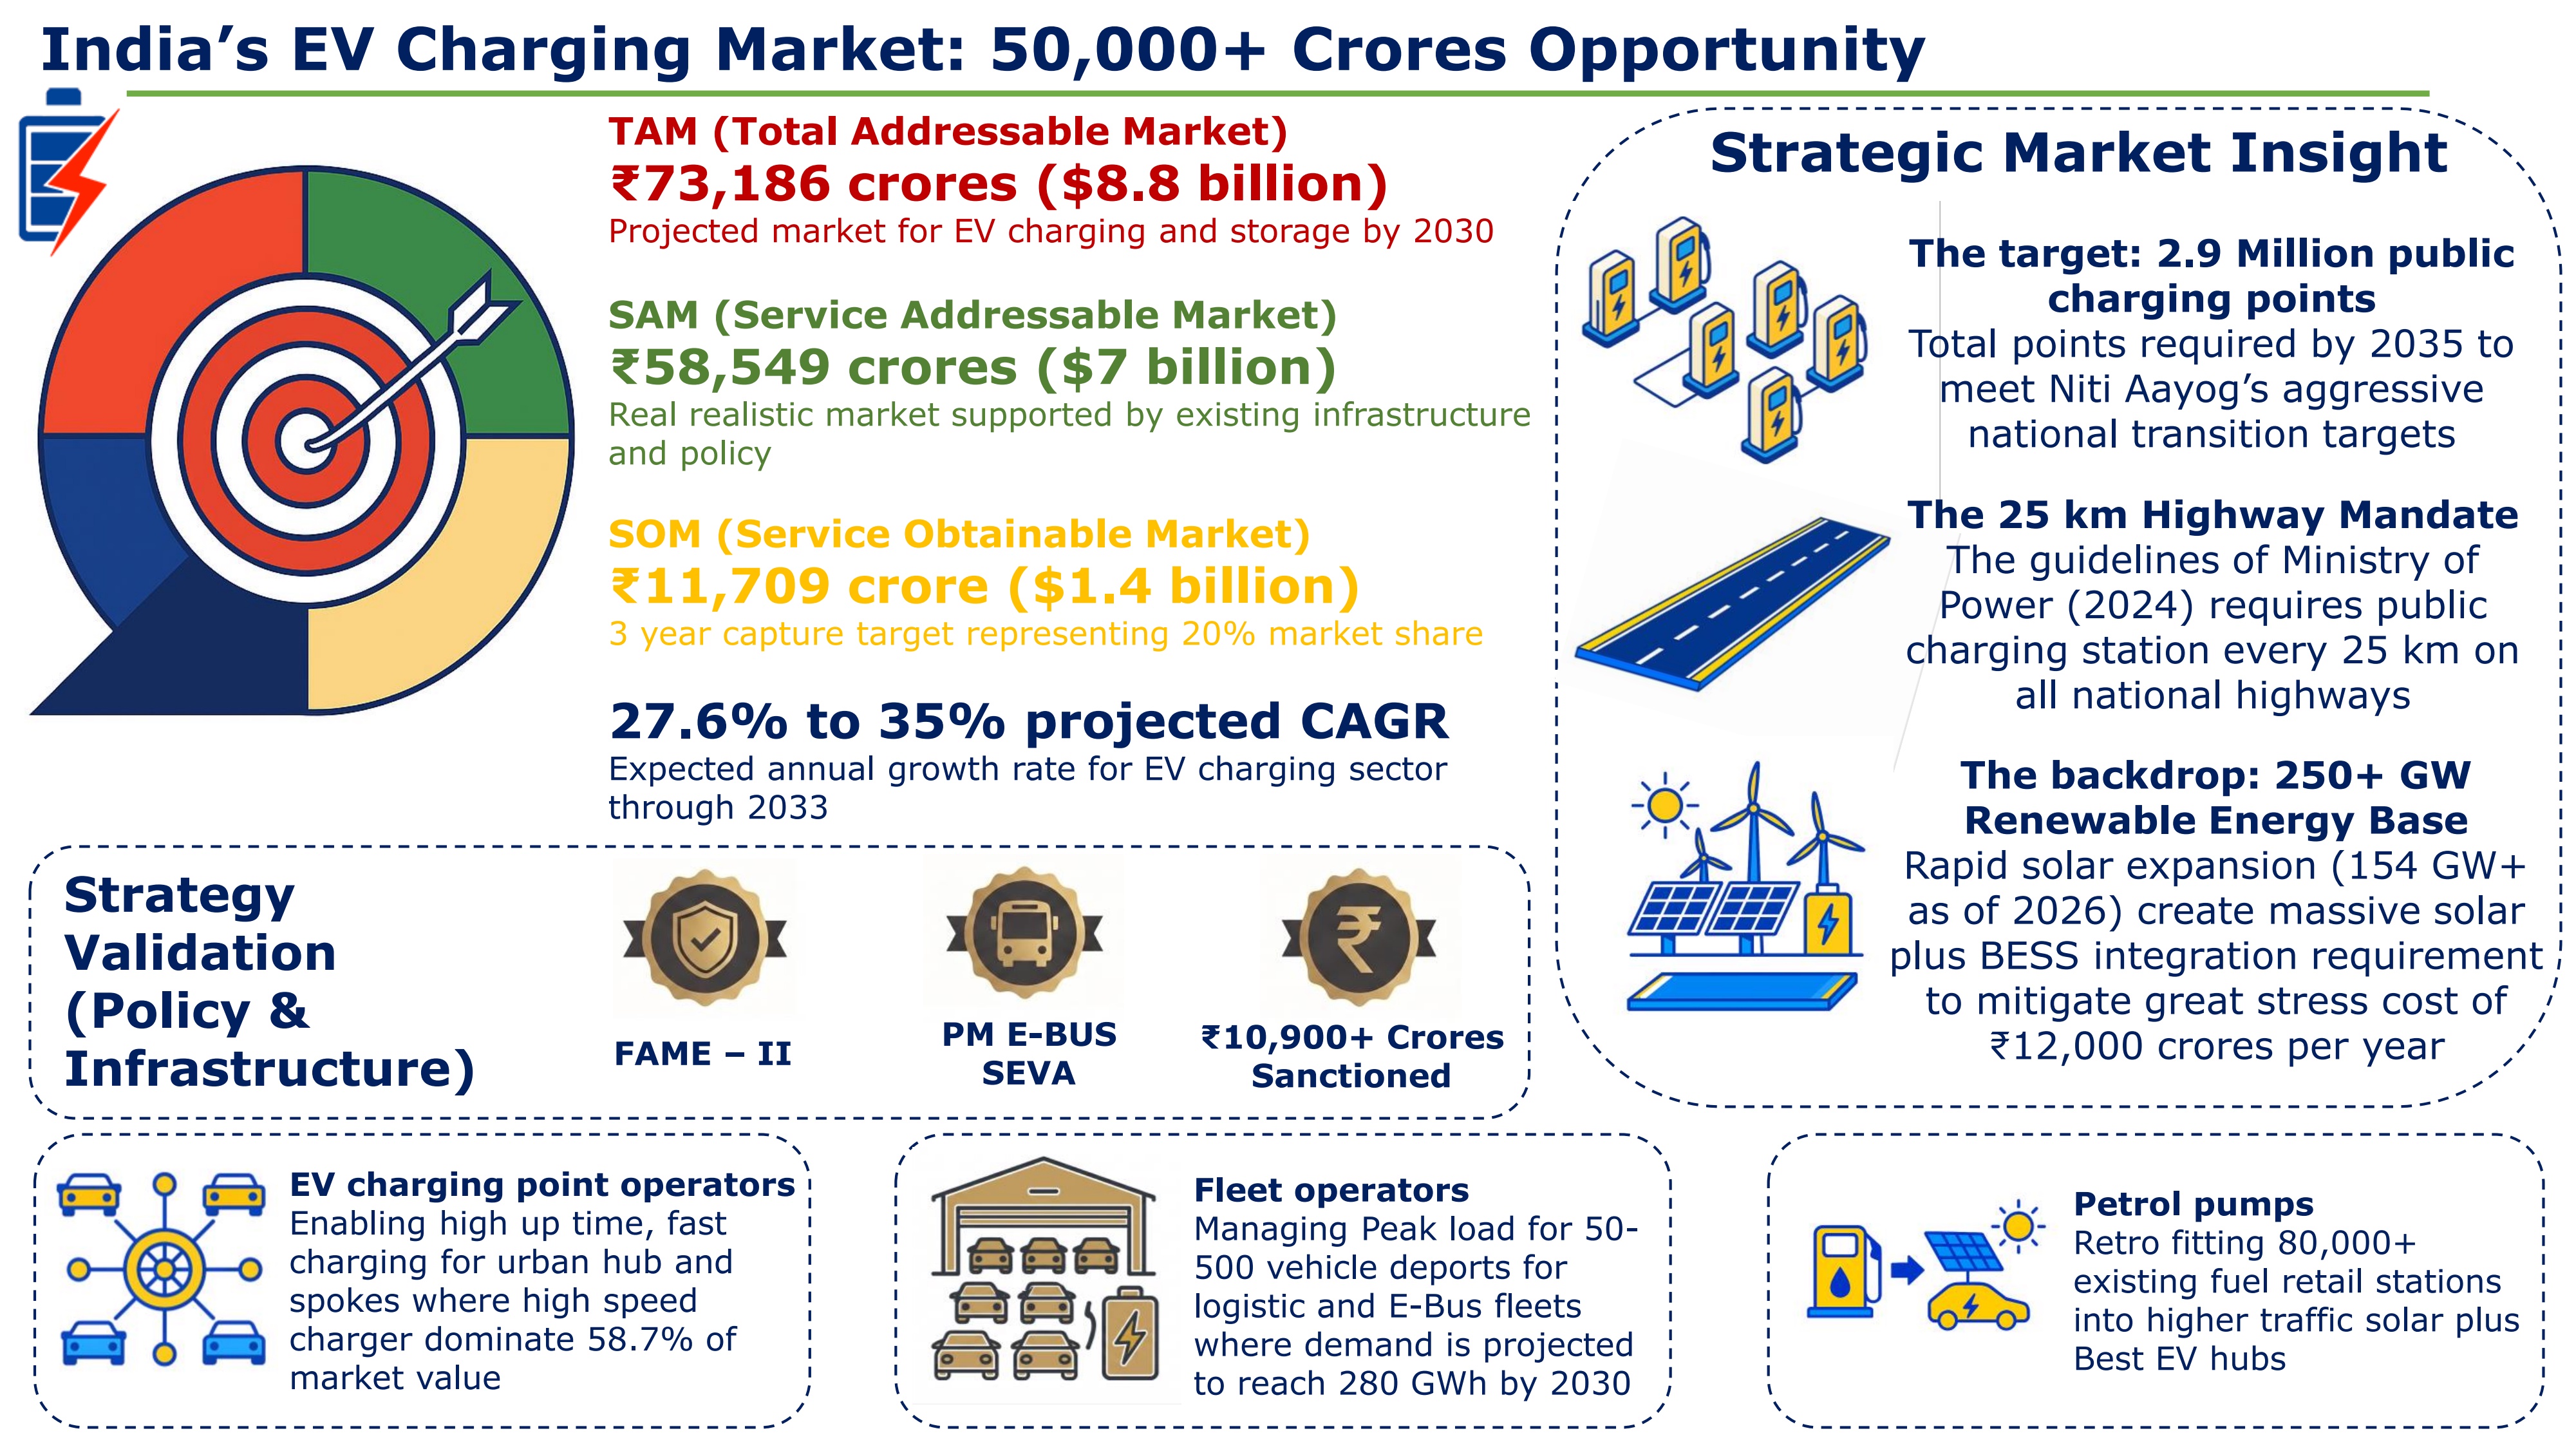 India’s EV Charging Market: 50,000+ Crores Opportunity
TAM (Total Addressable Market)
₹73,186 crores ($8.8 billion)
Projected market for EV charging and storage by 2030
SAM (Service Addressable Market)
₹58,549 crores ($7 billion)
Real realistic market supported by existing infrastructure
and policy
SOM (Service Obtainable Market)
₹11,709 crore ($1.4 billion)
3 year capture target representing 20% market share
27.6% to 35% projected CAGR
Expected annual growth rate for EV charging sector
through 2033
Strategic Market Insight
The target: 2.9 Million public
charging points
Total points required by 2035 to
meet Niti Aayog’s aggressive
national transition targets
The 25 km Highway Mandate
The guidelines of Ministry of
Power (2024) requires public
charging station every 25 km on
all national highways
The backdrop: 250+ GW
Renewable Energy Base
Rapid solar expansion (154 GW+
as of 2026) create massive solar
plus BESS integration requirement
to mitigate great stress cost of
₹12,000 crores per year
Strategy
Validation
(Policy &
Infrastructure)
FAME – II
PM E-BUS
SEVA
₹
₹10,900+ Crores
Sanctioned
EV charging point operators
Enabling high up time, fast
charging for urban hub and
spokes where high speed
charger dominate 58.7% of
market value
Fleet operators
Managing Peak load for 50-
500 vehicle deports for
logistic and E-Bus fleets
where demand is projected
to reach 280 GWh by 2030
Petrol pumps
Retro fitting 80,000+
existing fuel retail stations
into higher traffic solar plus
Best EV hubs